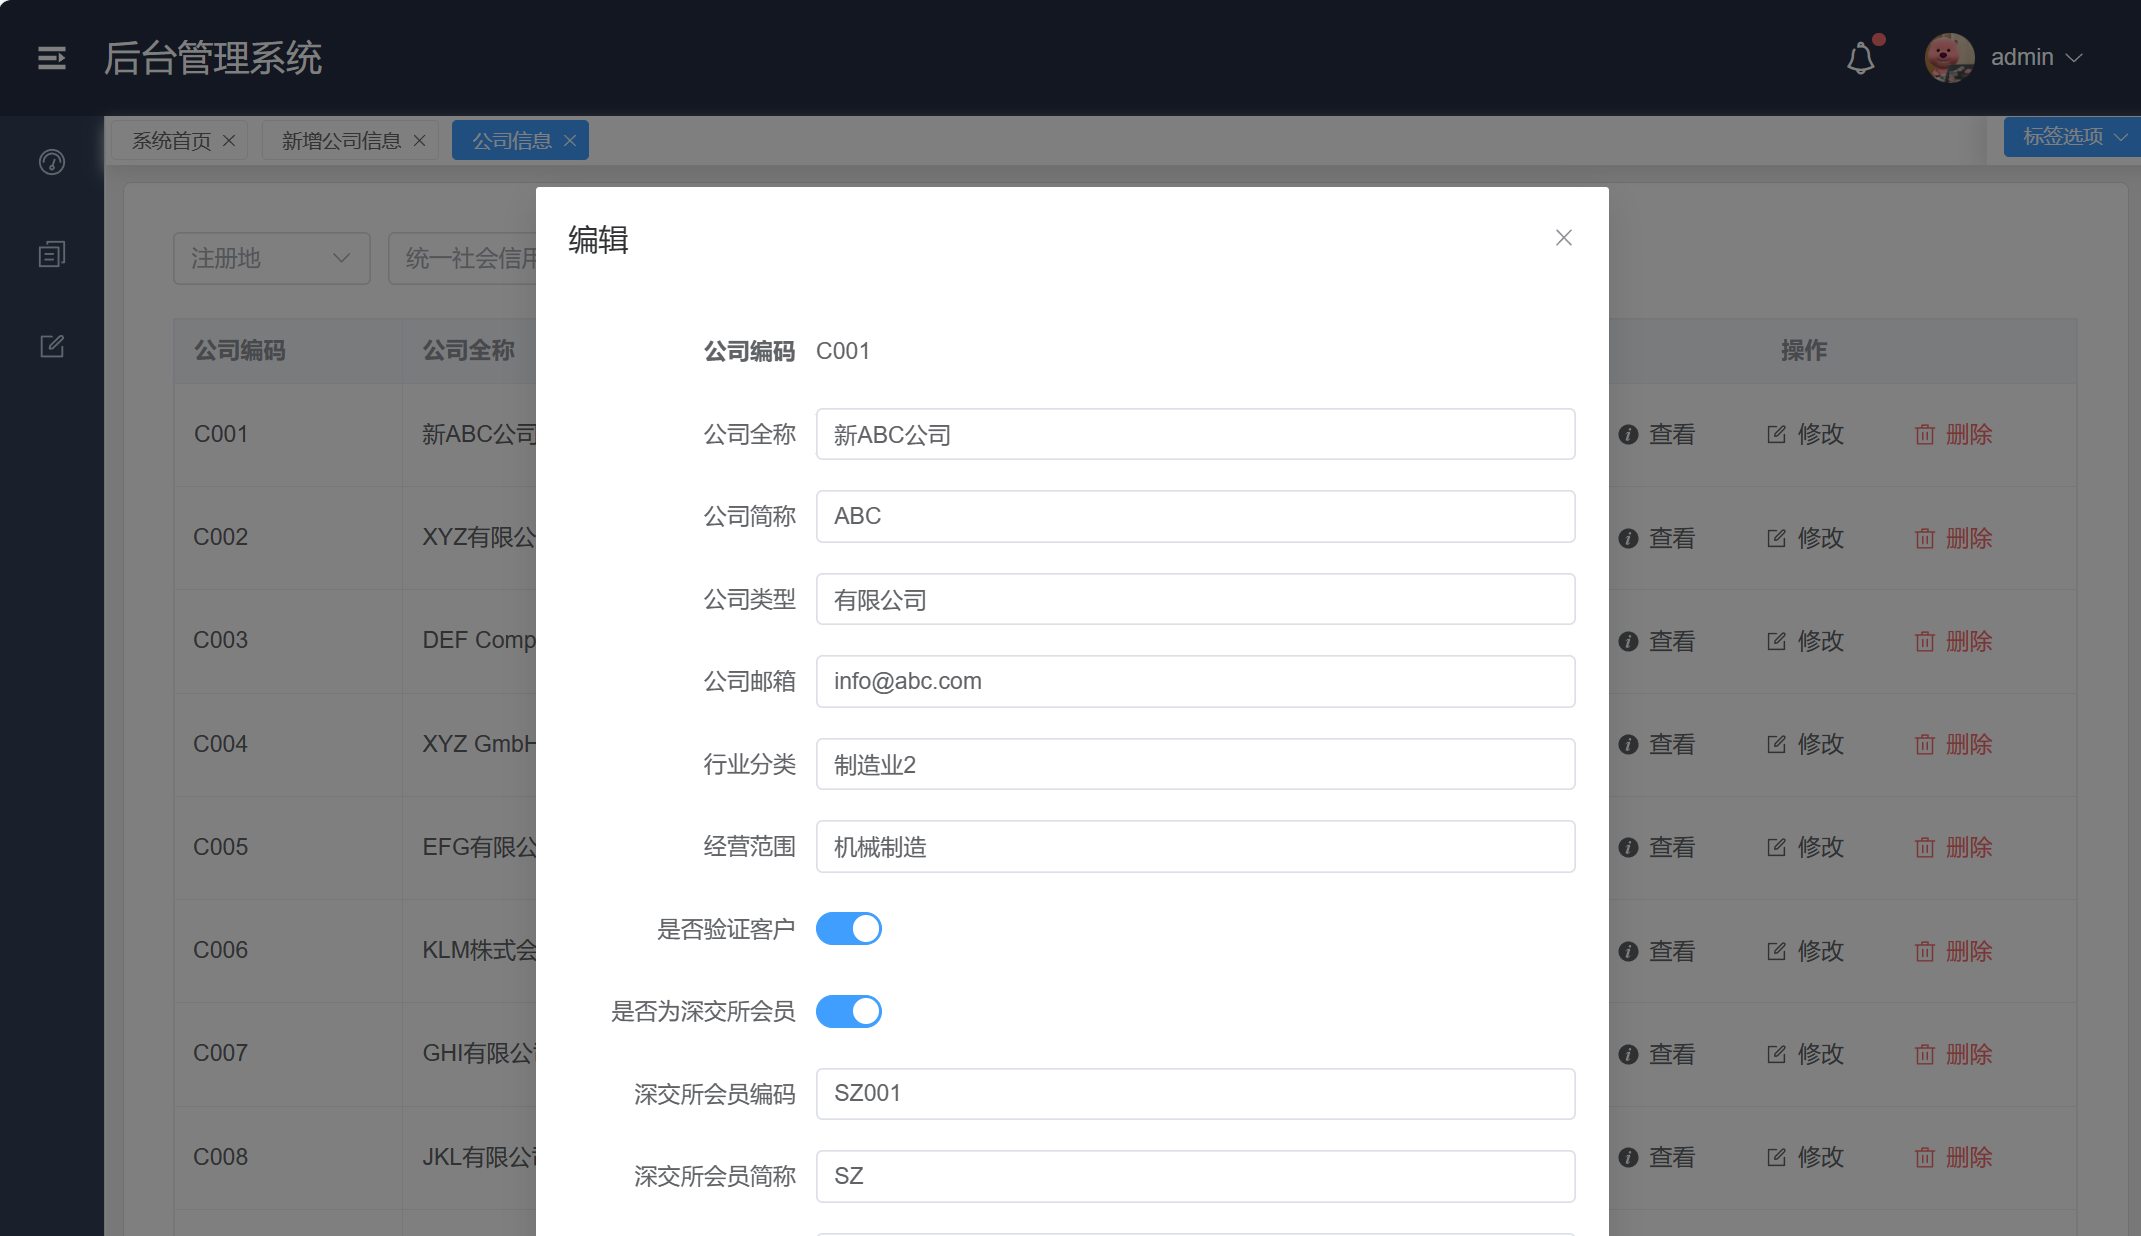 后台管理系统
admin
系统首页
新增公司信息
公司信息
标签选项
注册地
统一社会信用
公司编码 公司全称 操作
C001 新ABC公司 查看 修改 删除
C002 XYZ有限公 查看 修改 删除
C003 DEF Comp 查看 修改 删除
C004 XYZ GmbH 查看 修改 删除
C005 EFG有限公 查看 修改 删除
C006 KLM株式会 查看 修改 删除
C007 GHI有限公 查看 修改 删除
C008 JKL有限公 查看 修改 删除
编辑
公司编码 C001
公司全称 新ABC公司
公司简称 ABC
公司类型 有限公司
公司邮箱 info@abc.com
行业分类 制造业2
经营范围 机械制造
是否验证客户
是否为深交所会员
深交所会员编码 SZ001
深交所会员简称 SZ